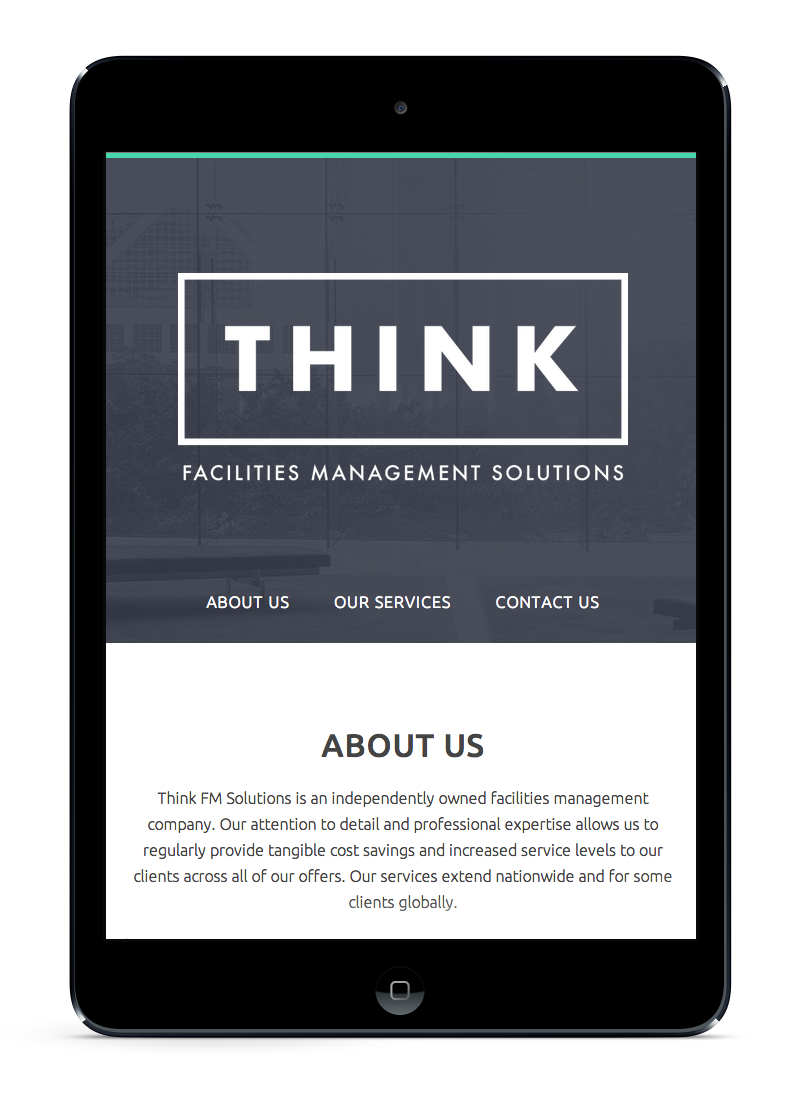 THINK
FACILITIES MANAGEMENT SOLUTIONS
ABOUT US OUR SERVICES CONTACT US
ABOUT US
Think FM Solutions is an independently owned facilities management
company. Our attention to detail and professional expertise allows us to
regularly provide tangible cost savings and increased service levels to our
clients across all of our offers. Our services extend nationwide and for some
clients globally.